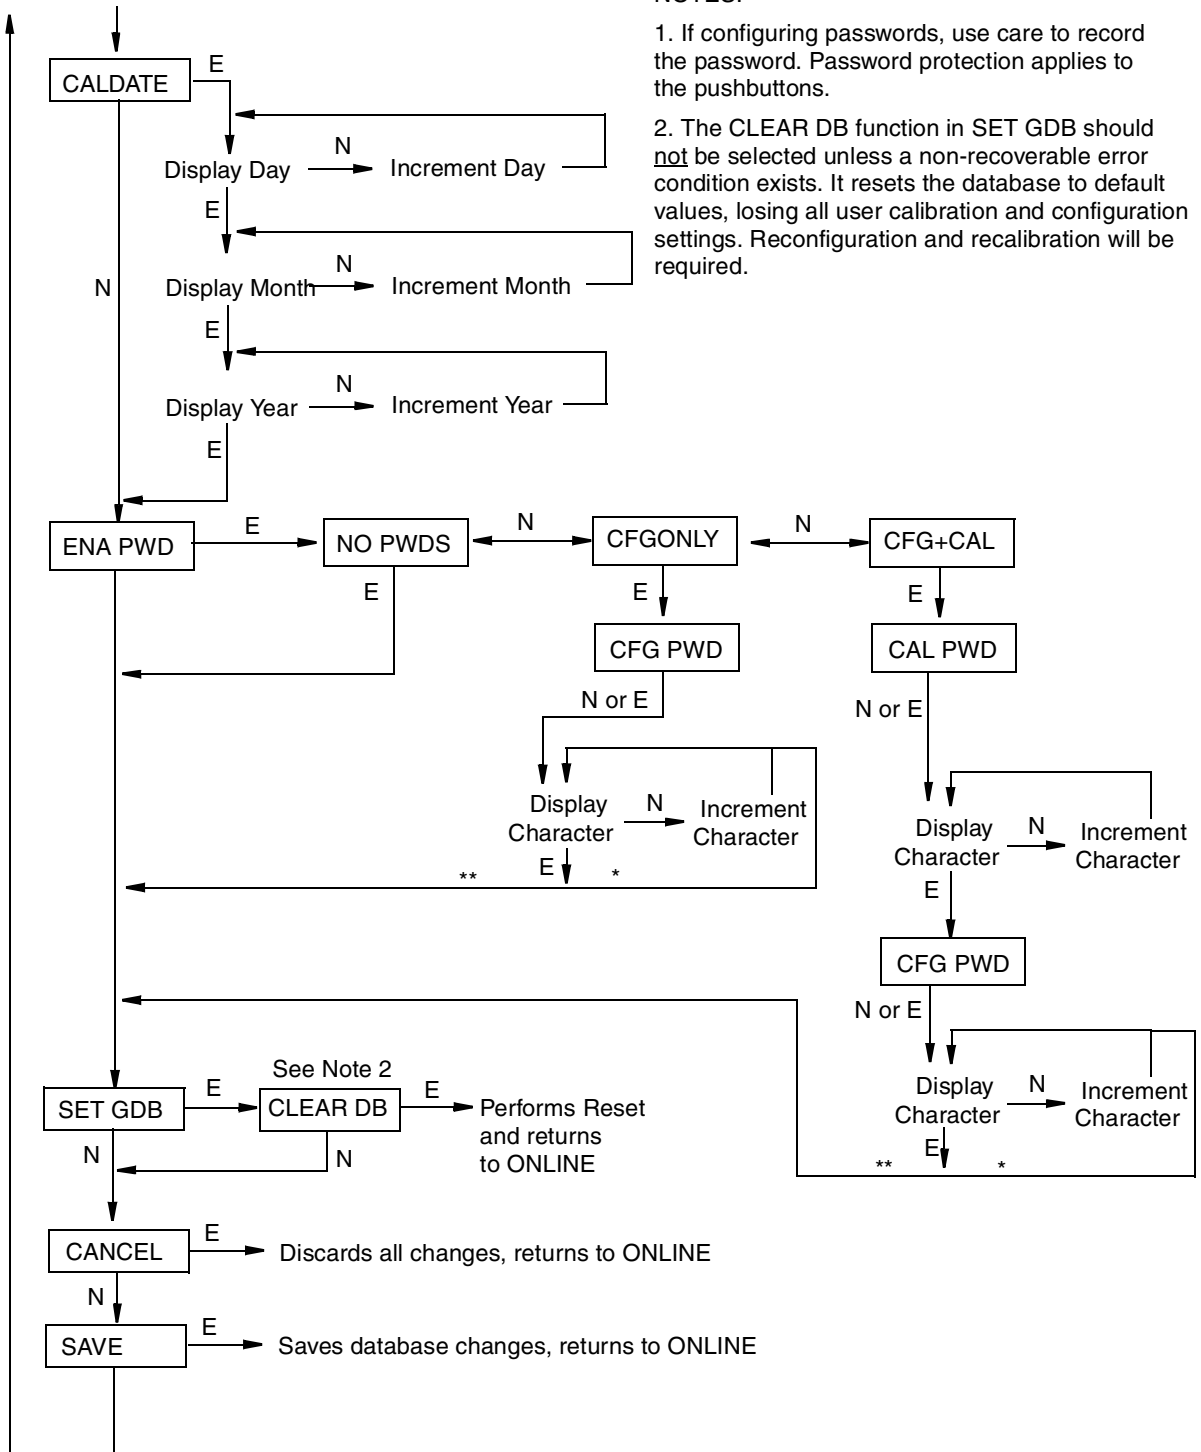 NOTES:
1. If configuring passwords, use care to record
the password. Password protection applies to
the pushbuttons.
2. The CLEAR DB function in SET GDB should
not be selected unless a non-recoverable error
condition exists. It resets the database to default
values, losing all user calibration and configuration
settings. Reconfiguration and recalibration will be
required.
CALDATE
E
Display Day
N
Increment Day
E
N
Display Month
N
Increment Month
E
Display Year
N
Increment Year
E
ENA PWD
E
NO PWDS
N
CFGONLY
N
CFG+CAL
E
E
E
CFG PWD
CAL PWD
N or E
N or E
Display
Character
N
Increment
Character
E
**
*
Display
Character
N
Increment
Character
E
CFG PWD
N or E
Display
Character
N
Increment
Character
E
**
*
See Note 2
SET GDB
E
CLEAR DB
E
Performs Reset
and returns
to ONLINE
N
N
CANCEL
E
Discards all changes, returns to ONLINE
N
SAVE
E
Saves database changes, returns to ONLINE